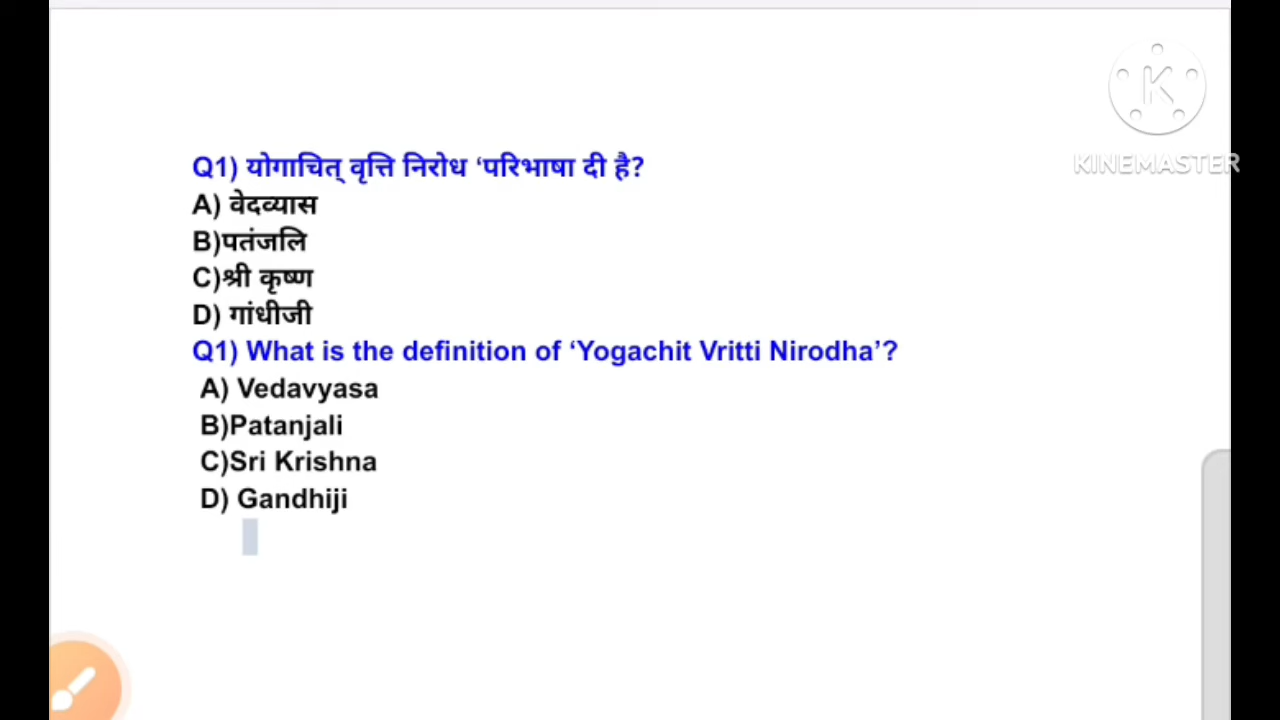 Q1) योगाचित् वृत्ति निरोध ‘परिभाषा दी है?
A) वेदव्यास
B)पतंजलि
C)श्री कृष्ण
D) गांधीजी
Q1) What is the definition of ‘Yogachit Vritti Nirodha’?
A) Vedavyasa
B)Patanjali
C)Sri Krishna
D) Gandhiji
K
KINEMASTER